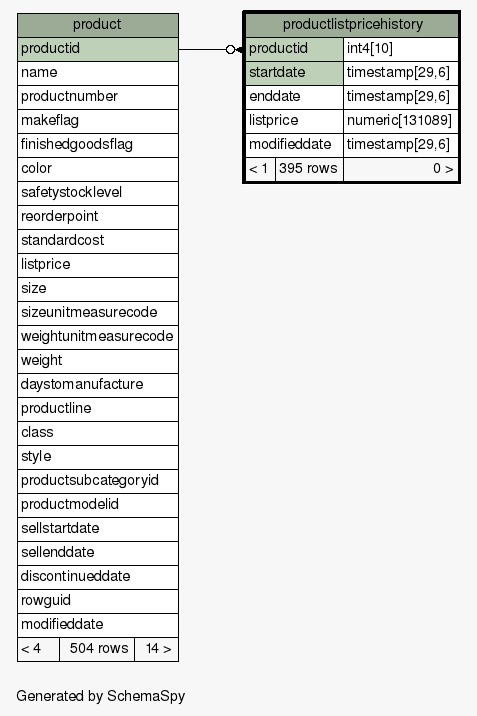 product
productid
name
productnumber
makeflag
finishedgoodsflag
color
safetystocklevel
reorderpoint
standardcost
listprice
size
sizeunitmeasurecode
weightunitmeasurecode
weight
daystomanufacture
productline
class
style
productsubcategoryid
productmodelid
sellstartdate
sellenddate
discontinueddate
rowguid
modifieddate
< 4 504 rows 14 >
productlistpricehistory
productid int4[10]
startdate timestamp[29,6]
enddate timestamp[29,6]
listprice numeric[131089]
modifieddate timestamp[29,6]
< 1 395 rows 0 >
Generated by SchemaSpy